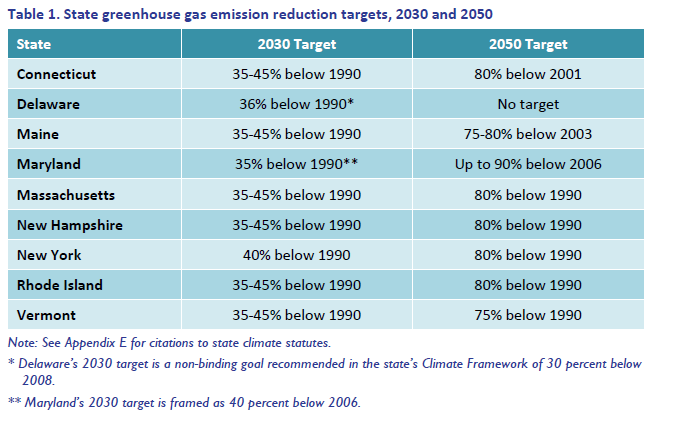 Table 1. State greenhouse gas emission reduction targets, 2030 and 2050
State 2030 Target 2050 Target
Connecticut 35-45% below 1990 80% below 2001
Delaware 36% below 1990* No target
Maine 35-45% below 1990 75-80% below 2003
Maryland 35% below 1990** Up to 90% below 2006
Massachusetts 35-45% below 1990 80% below 1990
New Hampshire 35-45% below 1990 80% below 1990
New York 40% below 1990 80% below 1990
Rhode Island 35-45% below 1990 80% below 1990
Vermont 35-45% below 1990 75% below 1990
Note: See Appendix E for citations to state climate statutes.
* Delaware's 2030 target is a non-binding goal recommended in the state's Climate Framework of 30 percent below
2008.
** Maryland's 2030 target is framed as 40 percent below 2006.